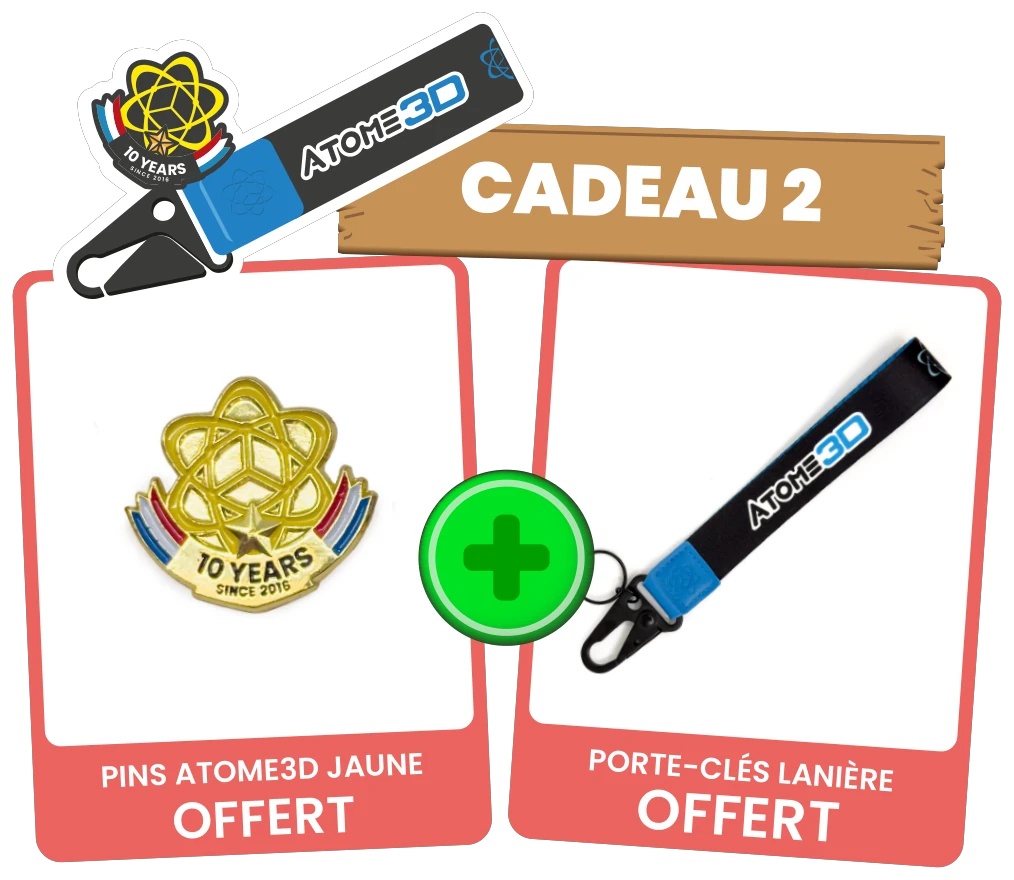 10 YEARS
SINCE 2016
ATOME3D
CADEAU 2
10 YEARS
SINCE 2016
ATOME3D
PINS ATOME3D JAUNE
OFFERT
PORTE-CLÉS LANIÈRE
OFFERT